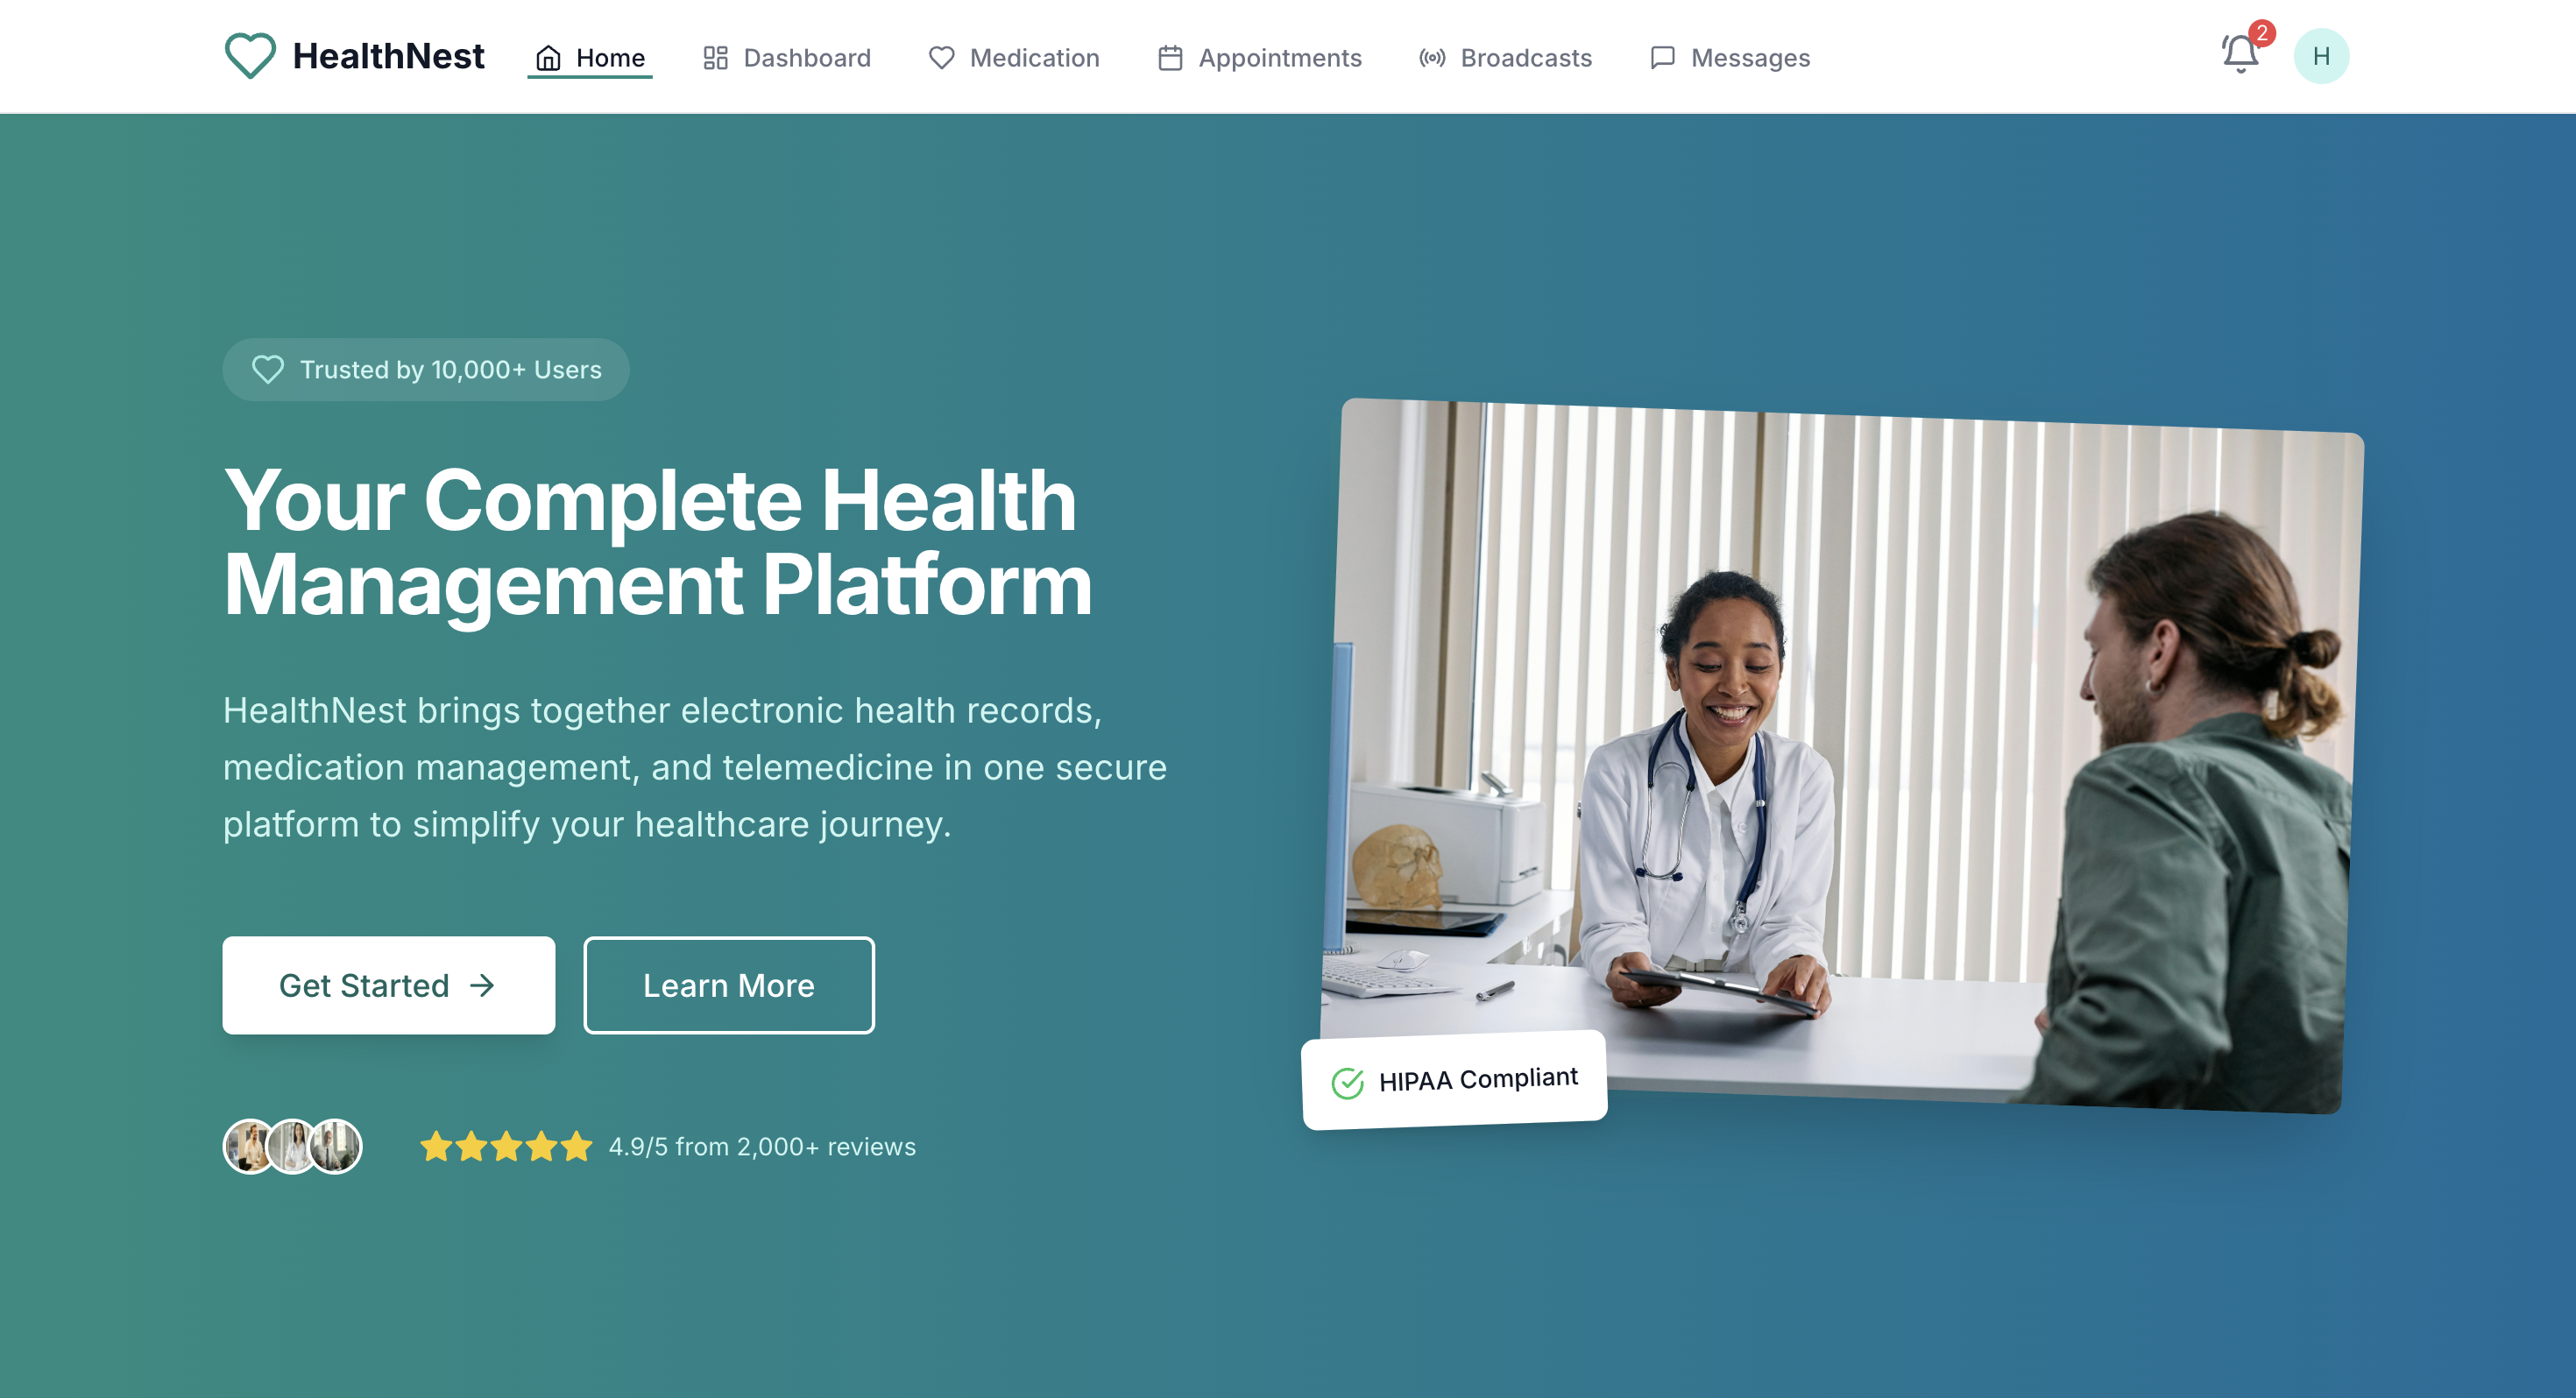 HealthNest
Home
Dashboard
Medication
Appointments
Broadcasts
Messages
2
H
Trusted by 10,000+ Users
Your Complete Health
Management Platform
HealthNest brings together electronic health records,
medication management, and telemedicine in one secure
platform to simplify your healthcare journey.
Get Started
Learn More
HIPAA Compliant
4.9/5 from 2,000+ reviews